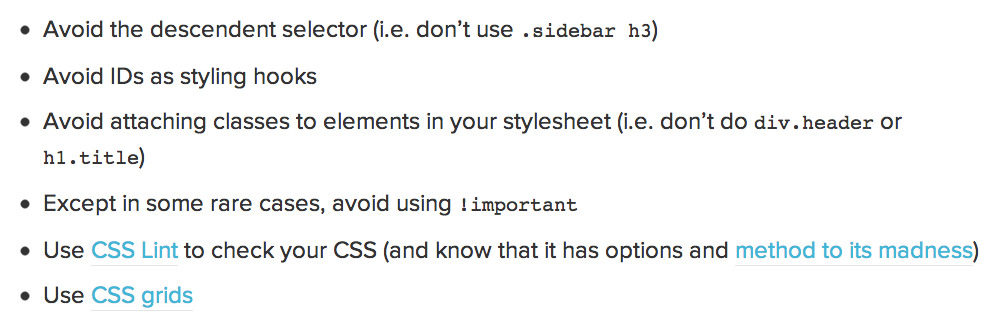 • Avoid the descendent selector (i.e. don’t use .sidebar h3)
• Avoid IDs as styling hooks
• Avoid attaching classes to elements in your stylesheet (i.e. don’t do div.header or
h1.title)
• Except in some rare cases, avoid using !important
• Use CSS Lint to check your CSS (and know that it has options and method to its madness)
• Use CSS grids